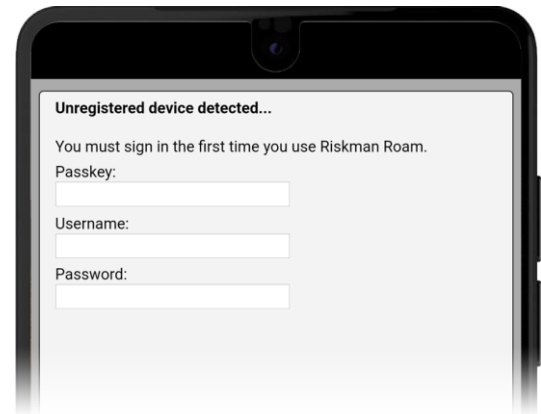 Unregistered device detected...
You must sign in the first time you use Riskman Roam.
Passkey:
Username:
Password: